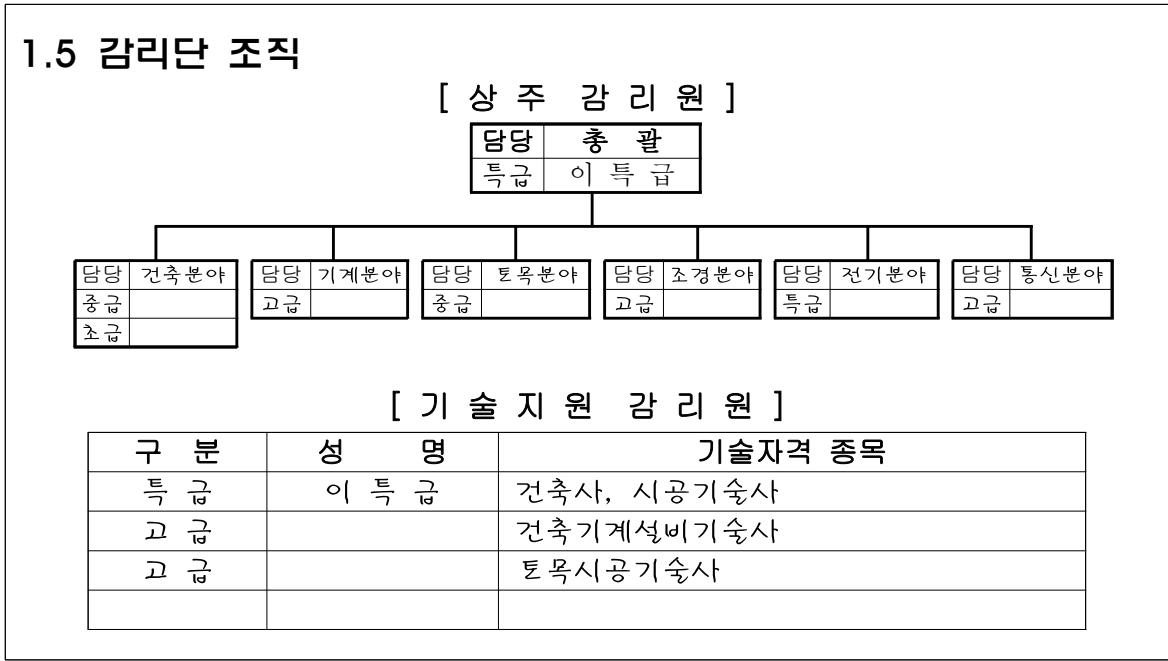 1.5 감리단 조직
[ 상 주 감 리 원 ]
담당 총 괄
특급 이 특 급
담당 건축분야 담당 기계분야 담당 토목분야 담당 조경분야 담당 전기분야 담당 통신분야
중급 고급 중급 고급 특급 고급
초급
[ 기 술 지 원 감 리 원 ]
구 분 성 명 기술자격 종목
특 급 이 특 급 건축사, 시공기술사
고 급 건축기계설비기술사
고 급 토목시공기술사